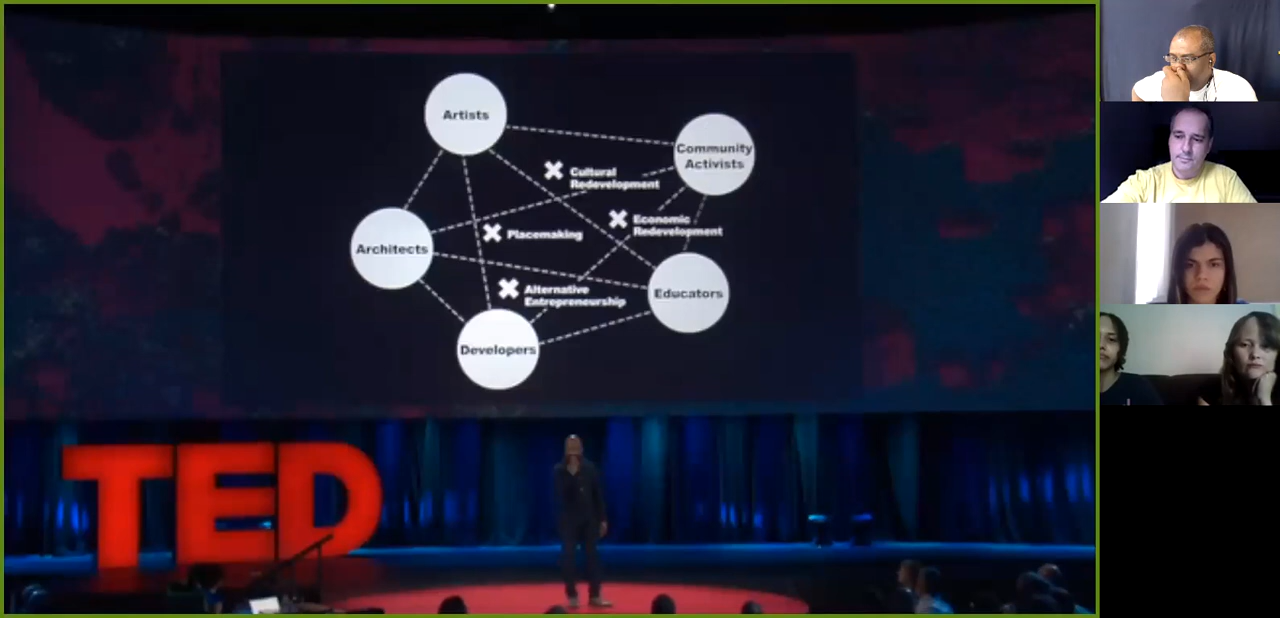 Artists
Community
Activists
Cultural
Redevelopment
Economic
Redevelopment
Placemaking
Architects
Alternative
Entrepreneurship
Educators
Developers
TED